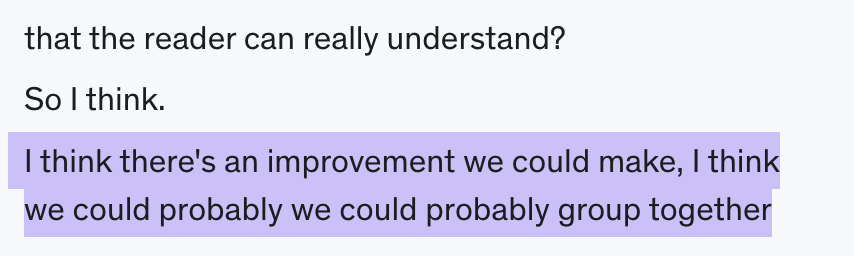 that the reader can really understand?
So I think.
I think there's an improvement we could make, I think
we could probably we could probably group together